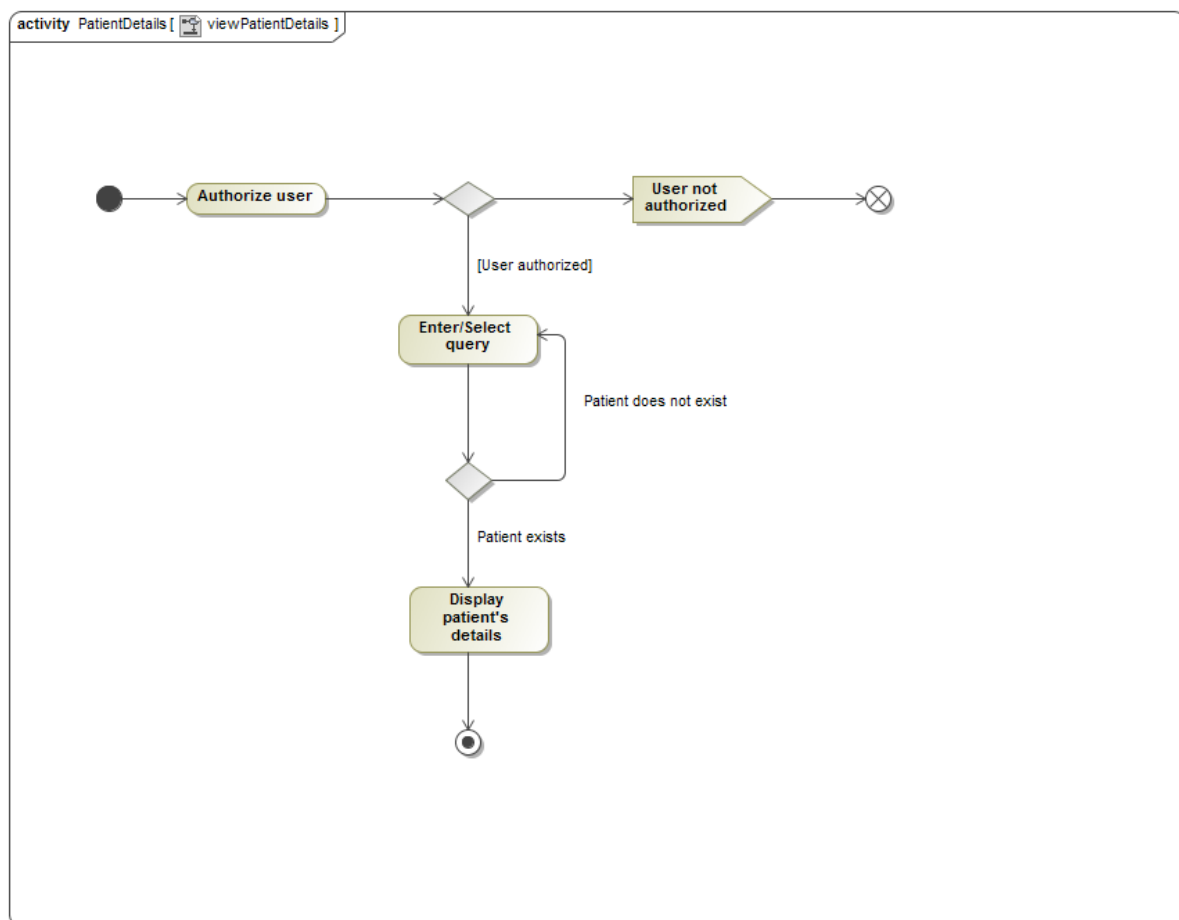 activity PatientDetails [ viewPatientDetails ]
Authorize user
User not
authorized
[User authorized]
Enter/Select
query
Patient does not exist
Patient exists
Display
patient's
details